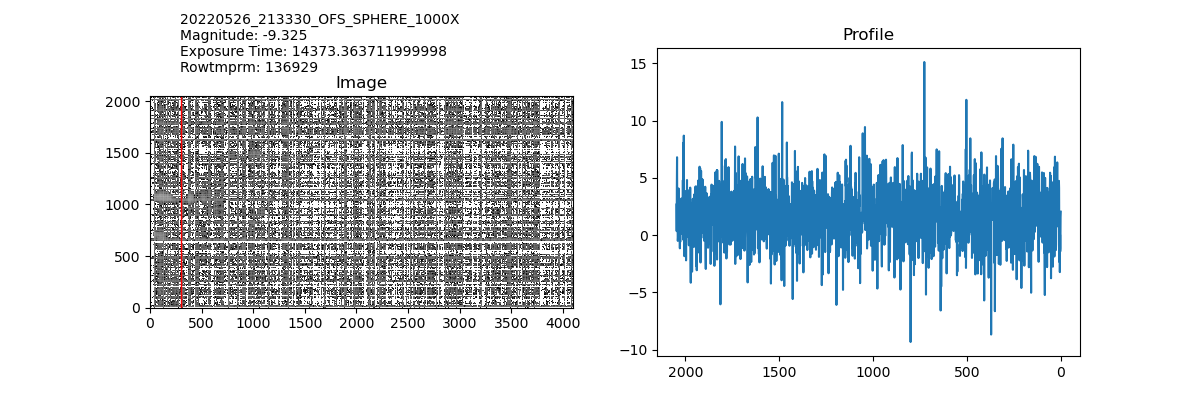 20220526_213330_OFS_SPHERE_1000X
Magnitude: -9.325
Exposure Time: 14373.363711999998
Rowtmprm: 136929
Image
2000
1500
1000
500
0
0 500 1000 1500 2000 2500 3000 3500 4000
Profile
15
10
5
0
−5
−10
2000 1500 1000 500 0